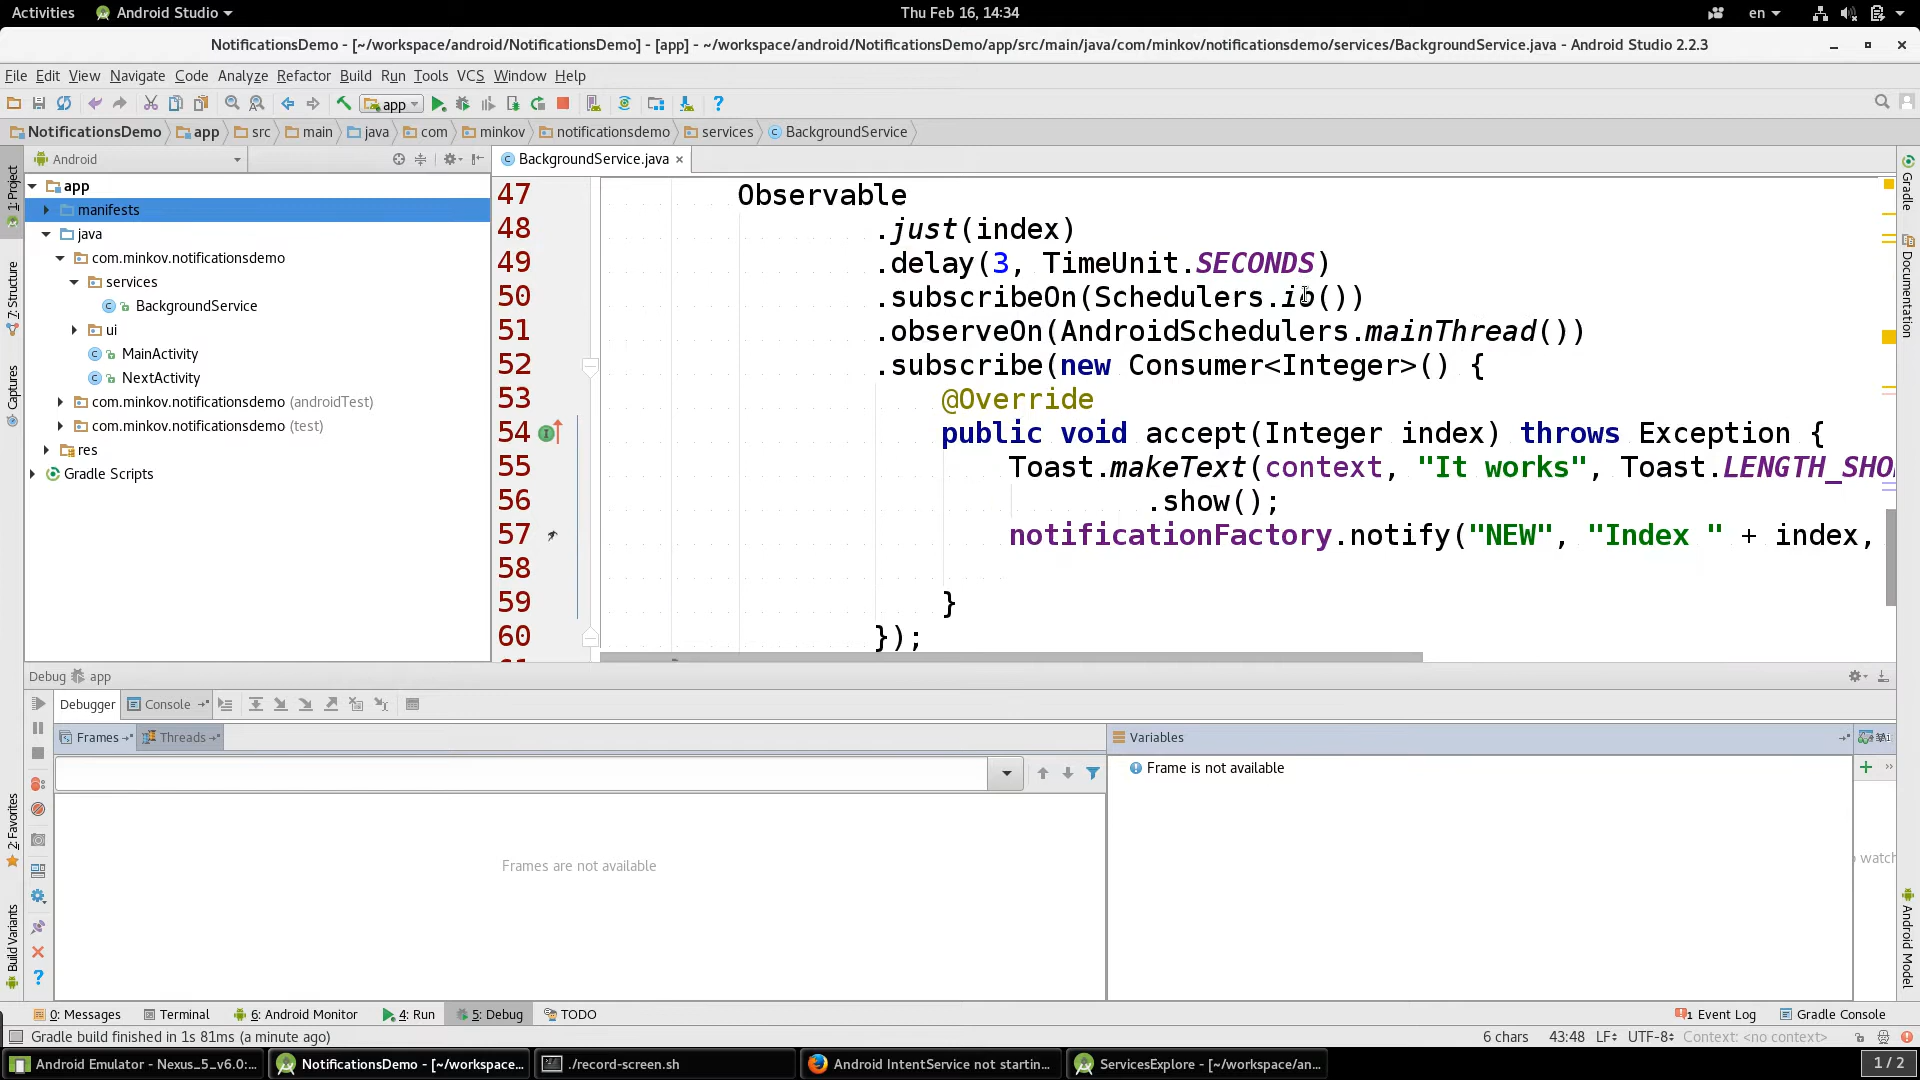 Activities Android Studio Thu Feb 16, 14:34 en
NotificationsDemo - [~/workspace/android/NotificationsDemo] - [app] - ~/workspace/android/NotificationsDemo/app/src/main/java/com/minkov/notificationsdemo/services/BackgroundService.java - Android Studio 2.2.3
File Edit View Navigate Code Analyze Refactor Build Run Tools VCS Window Help
app
NotificationsDemo app src main java com minkov notificationsdemo services BackgroundService
Android
BackgroundService.java
1: Project
7: Structure
Captures
2: Favorites
Build Variants
app
manifests
java
com.minkov.notificationsdemo
services
BackgroundService
ui
MainActivity
NextActivity
com.minkov.notificationsdemo (androidTest)
com.minkov.notificationsdemo (test)
res
Gradle Scripts
47 Observable
48 .just(index)
49 .delay(3, TimeUnit.SECONDS)
50 .subscribeOn(Schedulers.io())
51 .observeOn(AndroidSchedulers.mainThread())
52 .subscribe(new Consumer<Integer>() {
53 @Override
54 public void accept(Integer index) throws Exception {
55 Toast.makeText(context, "It works", Toast.LENGTH_SHO
56 .show();
57 notificationFactory.notify("NEW", "Index " + index,
58
59 }
60 });
Gradle
Documentation
Android Model
Debug app
Debugger Console
Frames Threads
Variables
Frame is not available
Frames are not available
watch
0: Messages Terminal 6: Android Monitor 4: Run 5: Debug TODO 1 Event Log Gradle Console
Gradle build finished in 1s 81ms (a minute ago) 6 chars 43:48 LF UTF-8 Context: <no context>
Android Emulator - Nexus_5_v6.0:... NotificationsDemo - [~/workspace... ./record-screen.sh Android IntentService not startin... ServicesExplore - [~/workspace/an... 1 / 2